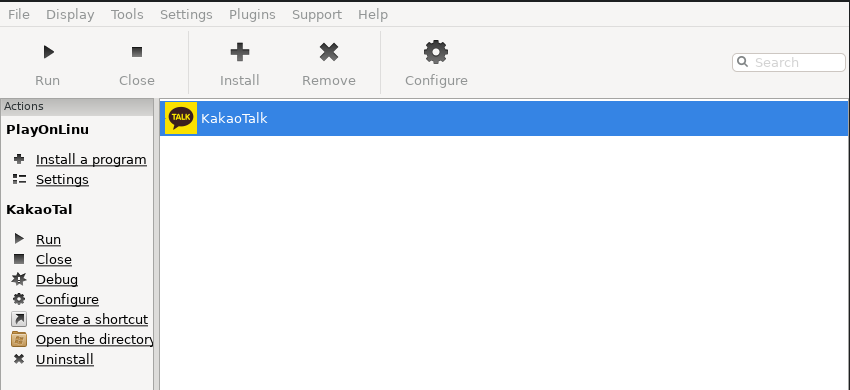 File Display Tools Settings Plugins Support Help
Run Close Install Remove Configure Search
Actions
PlayOnLinu
Install a program
Settings
KakaoTal
Run
Close
Debug
Configure
Create a shortcut
Open the directory
Uninstall
TALK KakaoTalk